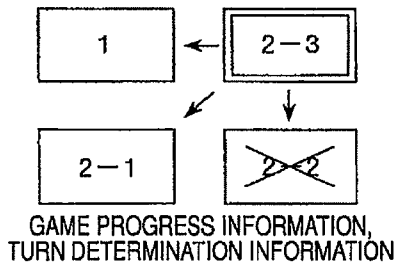 1
2-3
2-1
2-2
GAME PROGRESS INFORMATION,
TURN DETERMINATION INFORMATION